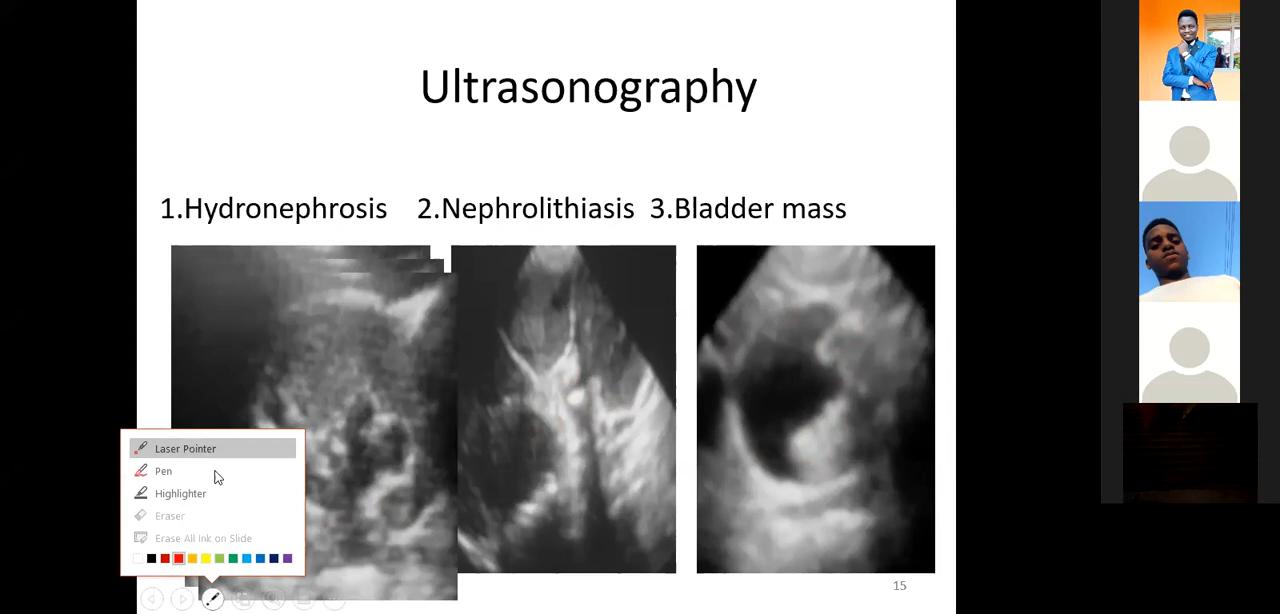 Ultrasonography
1.Hydronephrosis 2.Nephrolithiasis 3.Bladder mass
Laser Pointer
Pen
Highlighter
Eraser
Erase All Ink on Slide
15